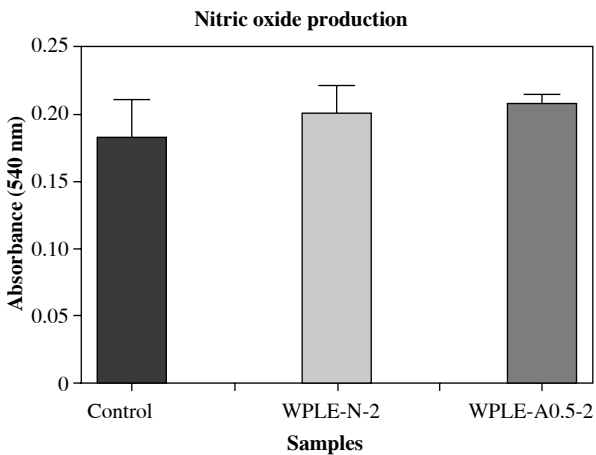 Nitric oxide production
0.25
0.20
0.15
0.10
0.05
0
Absorbance (540 nm)
Control WPLE-N-2 WPLE-A0.5-2
Samples